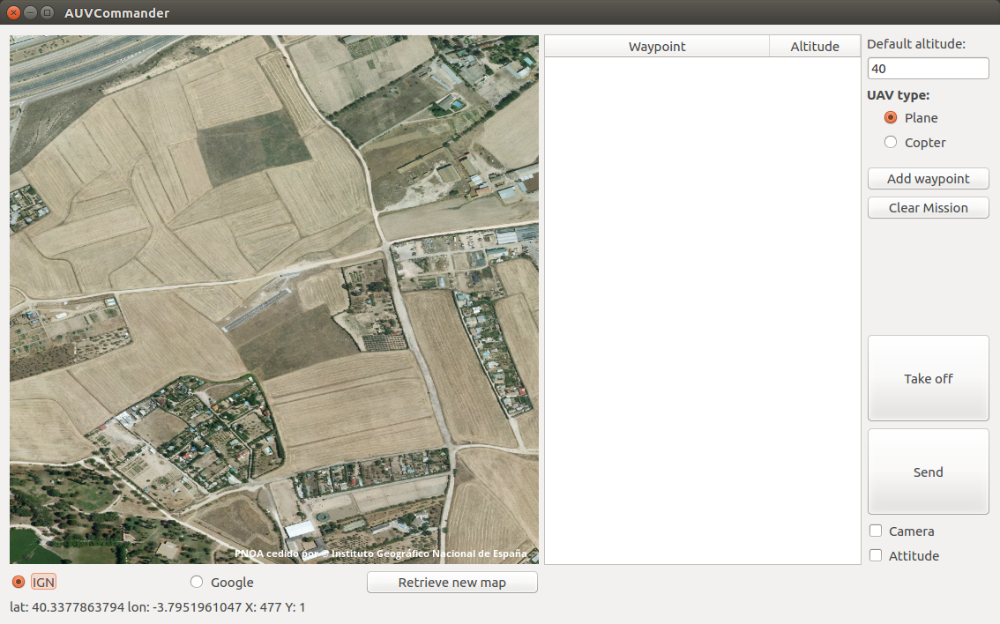 AUVCommander
Waypoint Altitude
Default altitude:
40
UAV type:
Plane
Copter
Add waypoint
Clear Mission
Take off
Send
Camera
Attitude
PNOA cedido por © Instituto Geográfico Nacional de España
IGN Google Retrieve new map
lat: 40.3377863794 lon: -3.7951961047 X: 477 Y: 1